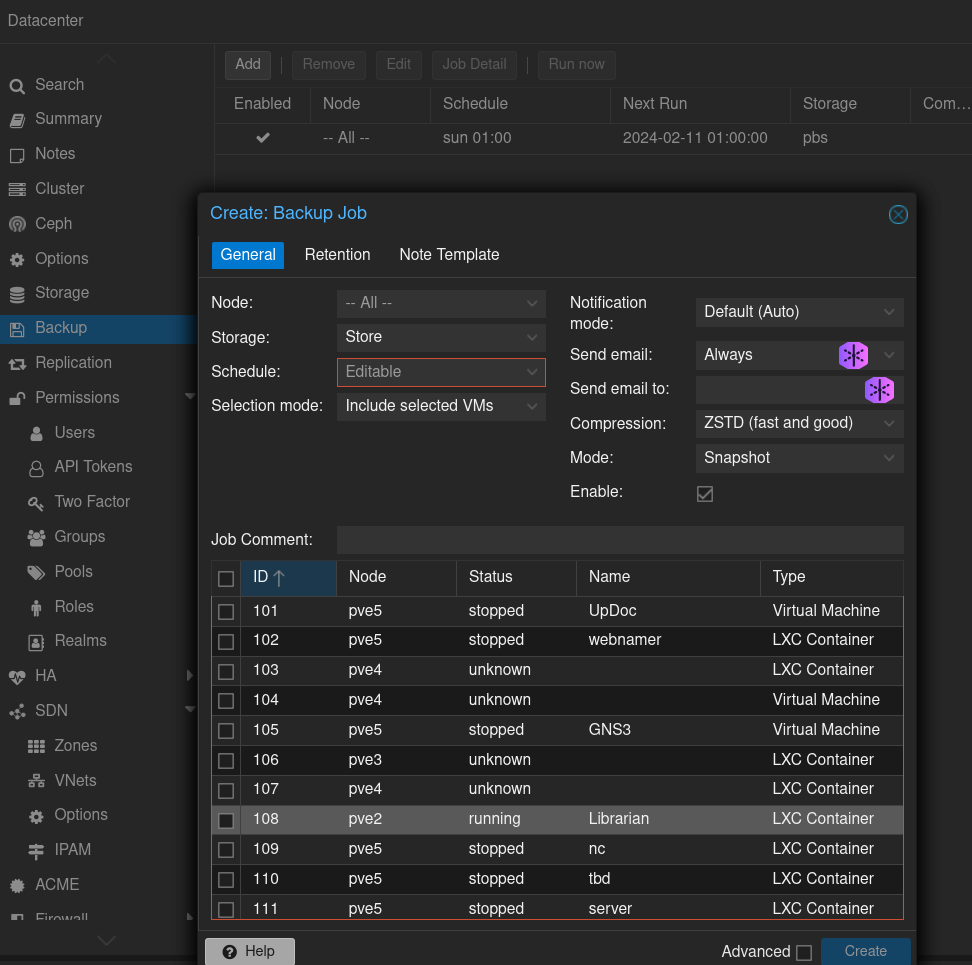 Datacenter
Search
Summary
Notes
Cluster
Ceph
Options
Storage
Backup
Replication
Permissions
Users
API Tokens
Two Factor
Groups
Pools
Roles
Realms
HA
SDN
Zones
VNets
Options
IPAM
ACME
Firewall
Add Remove Edit Job Detail Run now
Enabled Node Schedule Next Run Storage Com...
-- All -- sun 01:00 2024-02-11 01:00:00 pbs
Create: Backup Job
General Retention Note Template
Node: -- All --
Storage: Store
Schedule: Editable
Selection mode: Include selected VMs
Notification mode: Default (Auto)
Send email: Always
Send email to:
Compression: ZSTD (fast and good)
Mode: Snapshot
Enable:
Job Comment:
ID Node Status Name Type
101 pve5 stopped UpDoc Virtual Machine
102 pve5 stopped webnamer LXC Container
103 pve4 unknown LXC Container
104 pve4 unknown Virtual Machine
105 pve5 stopped GNS3 Virtual Machine
106 pve3 unknown LXC Container
107 pve4 unknown LXC Container
108 pve2 running Librarian LXC Container
109 pve5 stopped nc LXC Container
110 pve5 stopped tbd LXC Container
111 pve5 stopped server LXC Container
Help Advanced Create